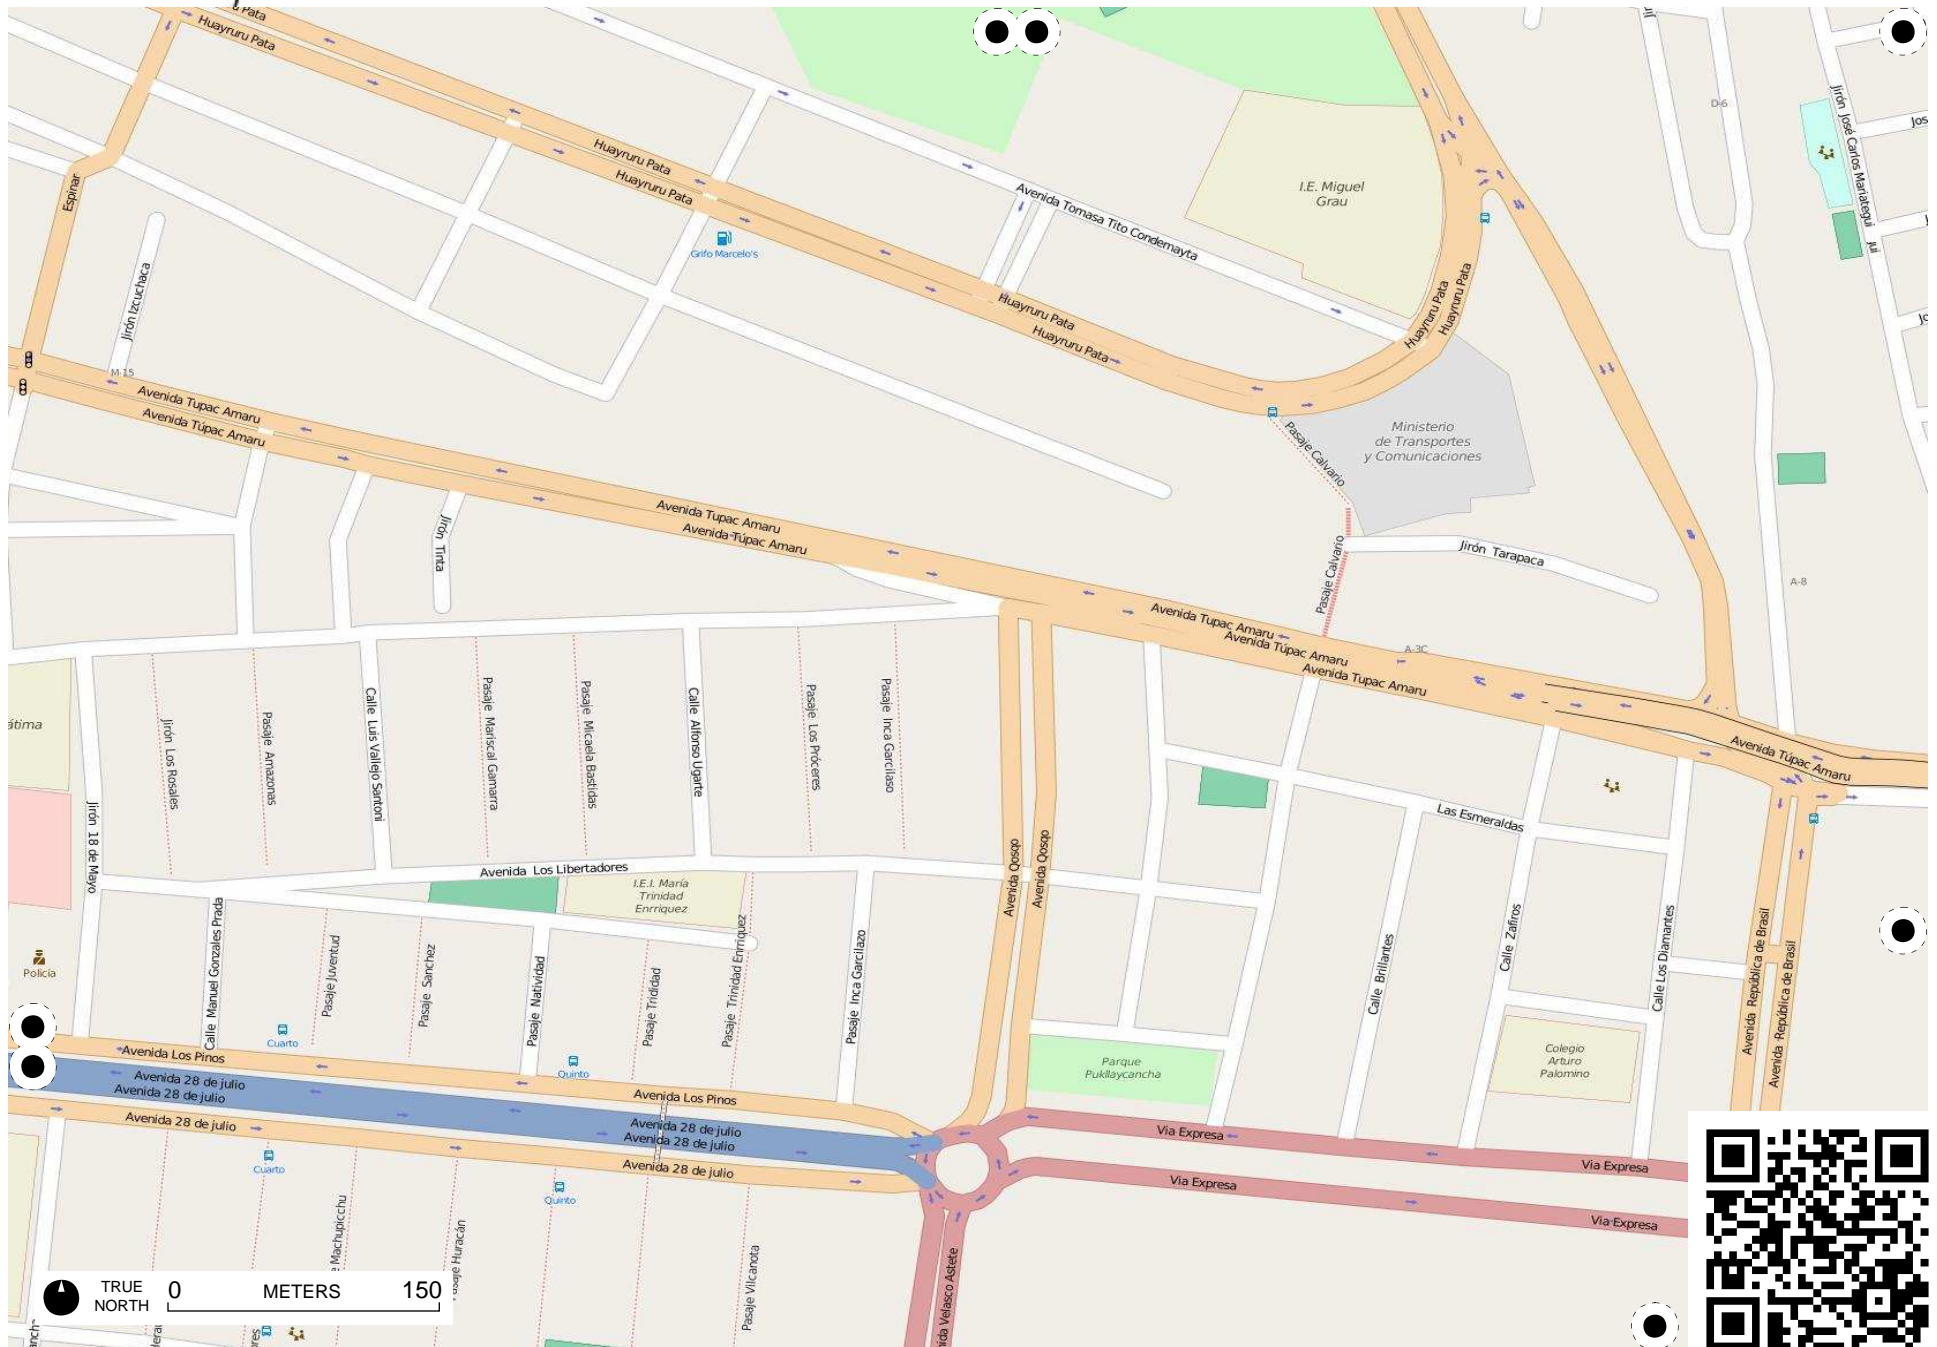 Pata
Huayruru Pata
Huayruru Pata
Huayruru Pata
Grifo Marcelo's
Avenida Tomasa Tito Condemayta
I.E. Miguel
Grau
D-6
Jirón José Carlos Mariategui
Jos
Jo
Espinar
Jirón Izcuchaca
M-15
Huayruru Pata
Huayruru Pata
Huayruru Pata
Huayruru Pata
Avenida Tupac Amaru
Avenida Túpac Amaru
Pasaje Calvario
Ministerio
de Transportes
y Comunicaciones
Avenida Tupac Amaru
Avenida Túpac Amaru
Jirón Tinta
Jirón Tarapaca
Pasaje Calvario
A-8
Avenida Tupac Amaru
Avenida Túpac Amaru
Avenida Tupac Amaru
A-3C
Avenida Túpac Amaru
átima
Jirón Los Rosales
Pasaje Amazonas
Calle Luis Vallejo Santoni
Pasaje Mariscal Gamarra
Pasaje Micaela Bastidas
Calle Alfonso Ugarte
Pasaje Los Próceres
Pasaje Inca Garcilaso
Jirón 18 de Mayo
Avenida Los Libertadores
Las Esmeraldas
I.E.I. María
Trinidad
Enrriquez
Avenida Qosqo
Avenida Qosqo
Policía
Calle Manuel Gonzales Prada
Pasaje Juventud
Pasaje Sanchez
Pasaje Natividad
Pasaje Trididad
Pasaje Trinidad Enrriquez
Pasaje Inca Garcilazo
Calle Brillantes
Calle Zafiros
Calle Los Diamantes
Avenida República de Brasil
Avenida República de Brasil
Cuarto
Quinto
Avenida Los Pinos
Avenida Los Pinos
Parque
Pukllaycancha
Colegio
Arturo
Palomino
Avenida 28 de julio
Avenida 28 de julio
Avenida 28 de julio
Avenida 28 de julio
Avenida 28 de julio
Avenida 28 de julio
Via Expresa
Via Expresa
Via Expresa
Via Expresa
Cuarto
Quinto
Machupicchu
Huracán
Pasaje Vilcanota
Velasco Astete
TRUE
NORTH
0 METERS 150